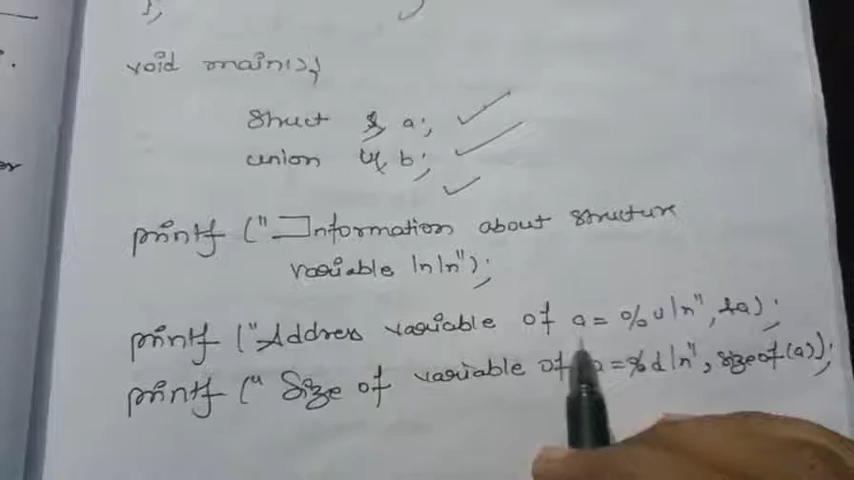 };
void main(){
struct s a;
union u b;
printf (" Information about structure
variable \n\n");
printf ("Address variable of a = %u\n", &a);
printf (" Size of variable of a = %d\n", sizeof(a));